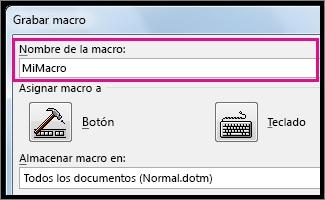 Grabar macro
Nombre de la macro:
MiMacro
Asignar macro a
Botón
Teclado
Almacenar macro en:
Todos los documentos (Normal.dotm)